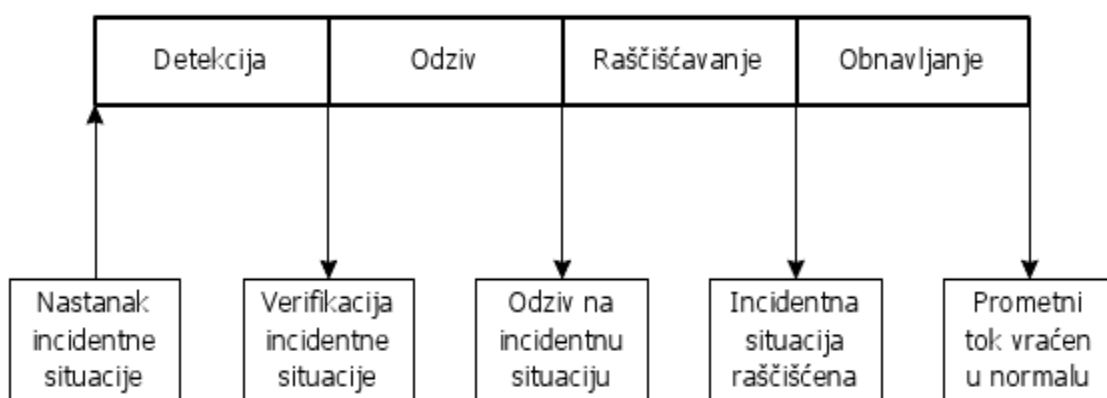 Detekcija
Odziv
Raščišćavanje
Obnavljanje
Nastanak
incidentne
situacije
Verifikacija
incidentne
situacije
Odziv na
incidentnu
situaciju
Incidentna
situacija
raščišćena
Prometni
tok vraćen
u normalu